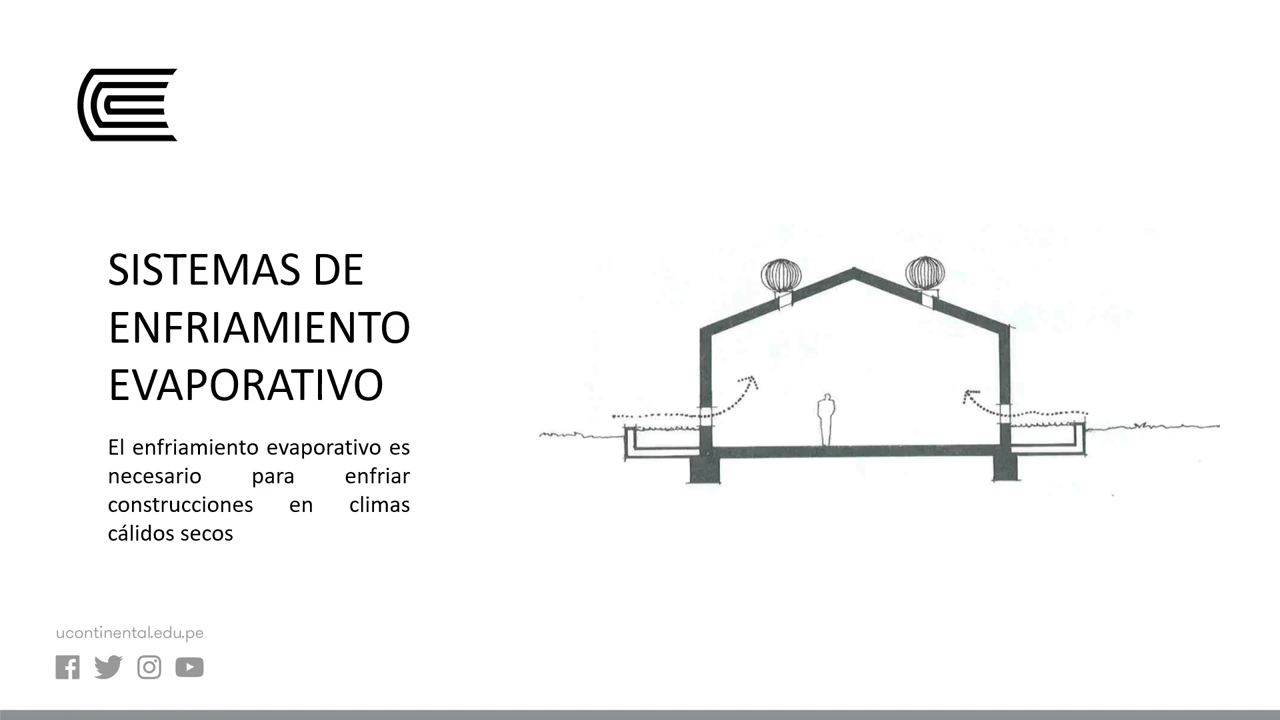 SISTEMAS DE
ENFRIAMIENTO
EVAPORATIVO
El enfriamiento evaporativo es
necesario para enfriar
construcciones en climas
cálidos secos
ucontinental.edu.pe